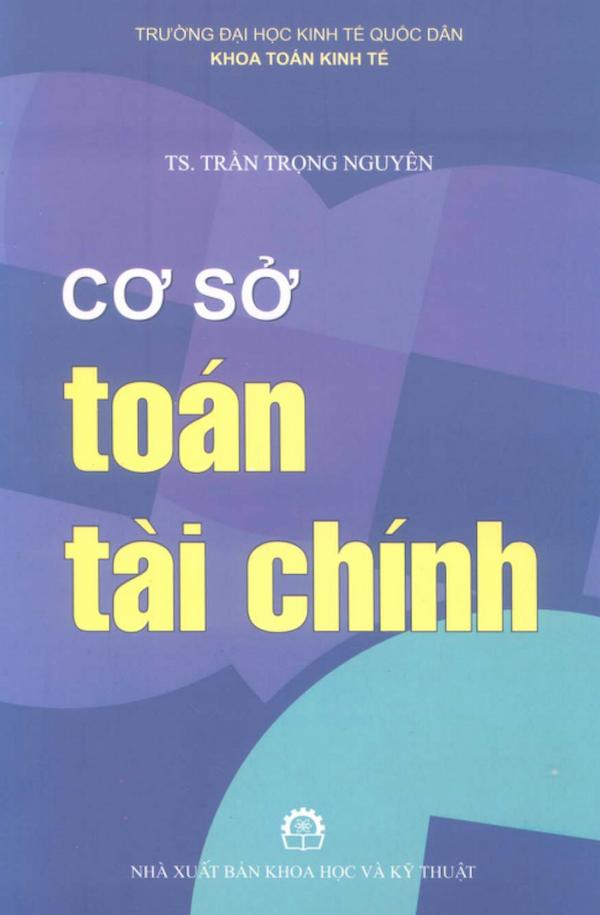 TRƯỜNG ĐẠI HỌC KINH TẾ QUỐC DÂN
KHOA TOÁN KINH TẾ
TS. TRẦN TRỌNG NGUYÊN
CƠ SỞ
toán
tài chính
NHÀ XUẤT BẢN KHOA HỌC VÀ KỸ THUẬT